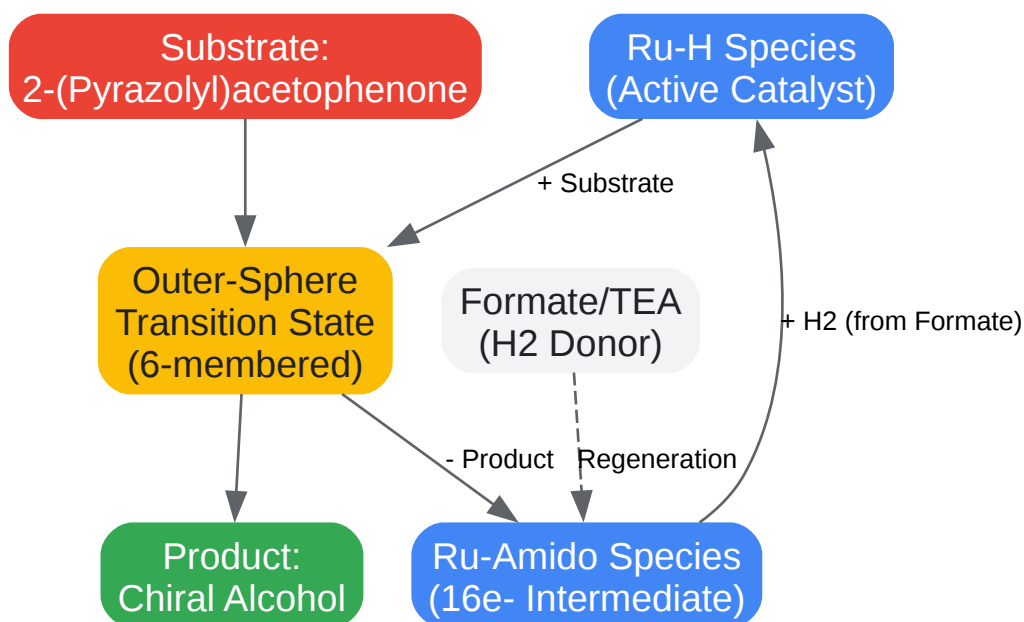 Substrate:
2-(Pyrazolyl)acetophenone
Ru-H Species
(Active Catalyst)
+ Substrate
Outer-Sphere
Transition State
(6-membered)
Formate/TEA
(H2 Donor)
+ H2 (from Formate)
- Product
Regeneration
Product:
Chiral Alcohol
Ru-Amido Species
(16e- Intermediate)